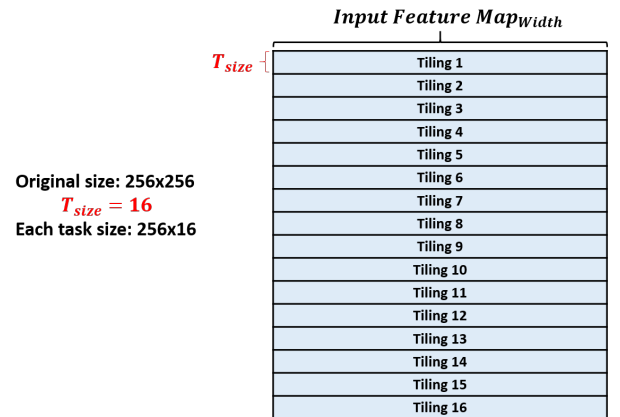 Input Feature Map_Width
T_size
Tiling 1
Tiling 2
Tiling 3
Tiling 4
Tiling 5
Tiling 6
Tiling 7
Tiling 8
Tiling 9
Tiling 10
Tiling 11
Tiling 12
Tiling 13
Tiling 14
Tiling 15
Tiling 16
Original size: 256x256
T_size = 16
Each task size: 256x16